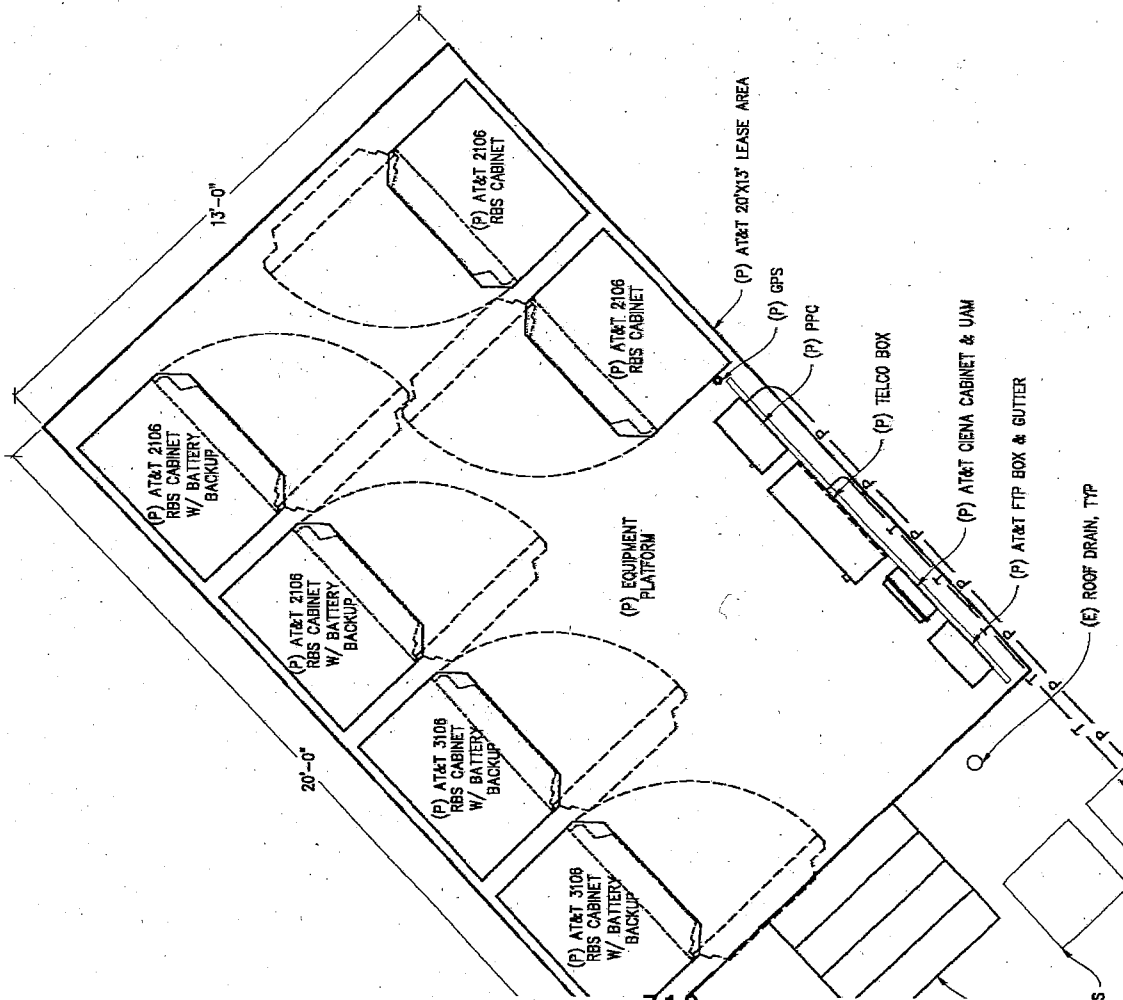 13'-0"
(P) AT&T 2106
RBS CABINET
(P) AT&T 2106
RBS CABINET
(P) AT&T 20'X13' LEASE AREA
(P) GPS
(P) PPC
(P) TELCO BOX
(P) AT&T CIENA CABINET & UAM
(P) AT&T FTP BOX & GUTTER
(E) ROOF DRAIN, TYP
(P) AT&T 2106
RBS CABINET
W/ BATTERY
BACKUP
(P) AT&T 2106
RBS CABINET
W/ BATTERY
BACKUP
(P) AT&T 3106
RBS CABINET
W/ BATTERY
BACKUP
(P) AT&T 3106
RBS CABINET
W/ BATTERY
BACKUP
(P) EQUIPMENT
PLATFORM
20'-0"
P
P
P
P
P
P
P
T
T
T
T
S